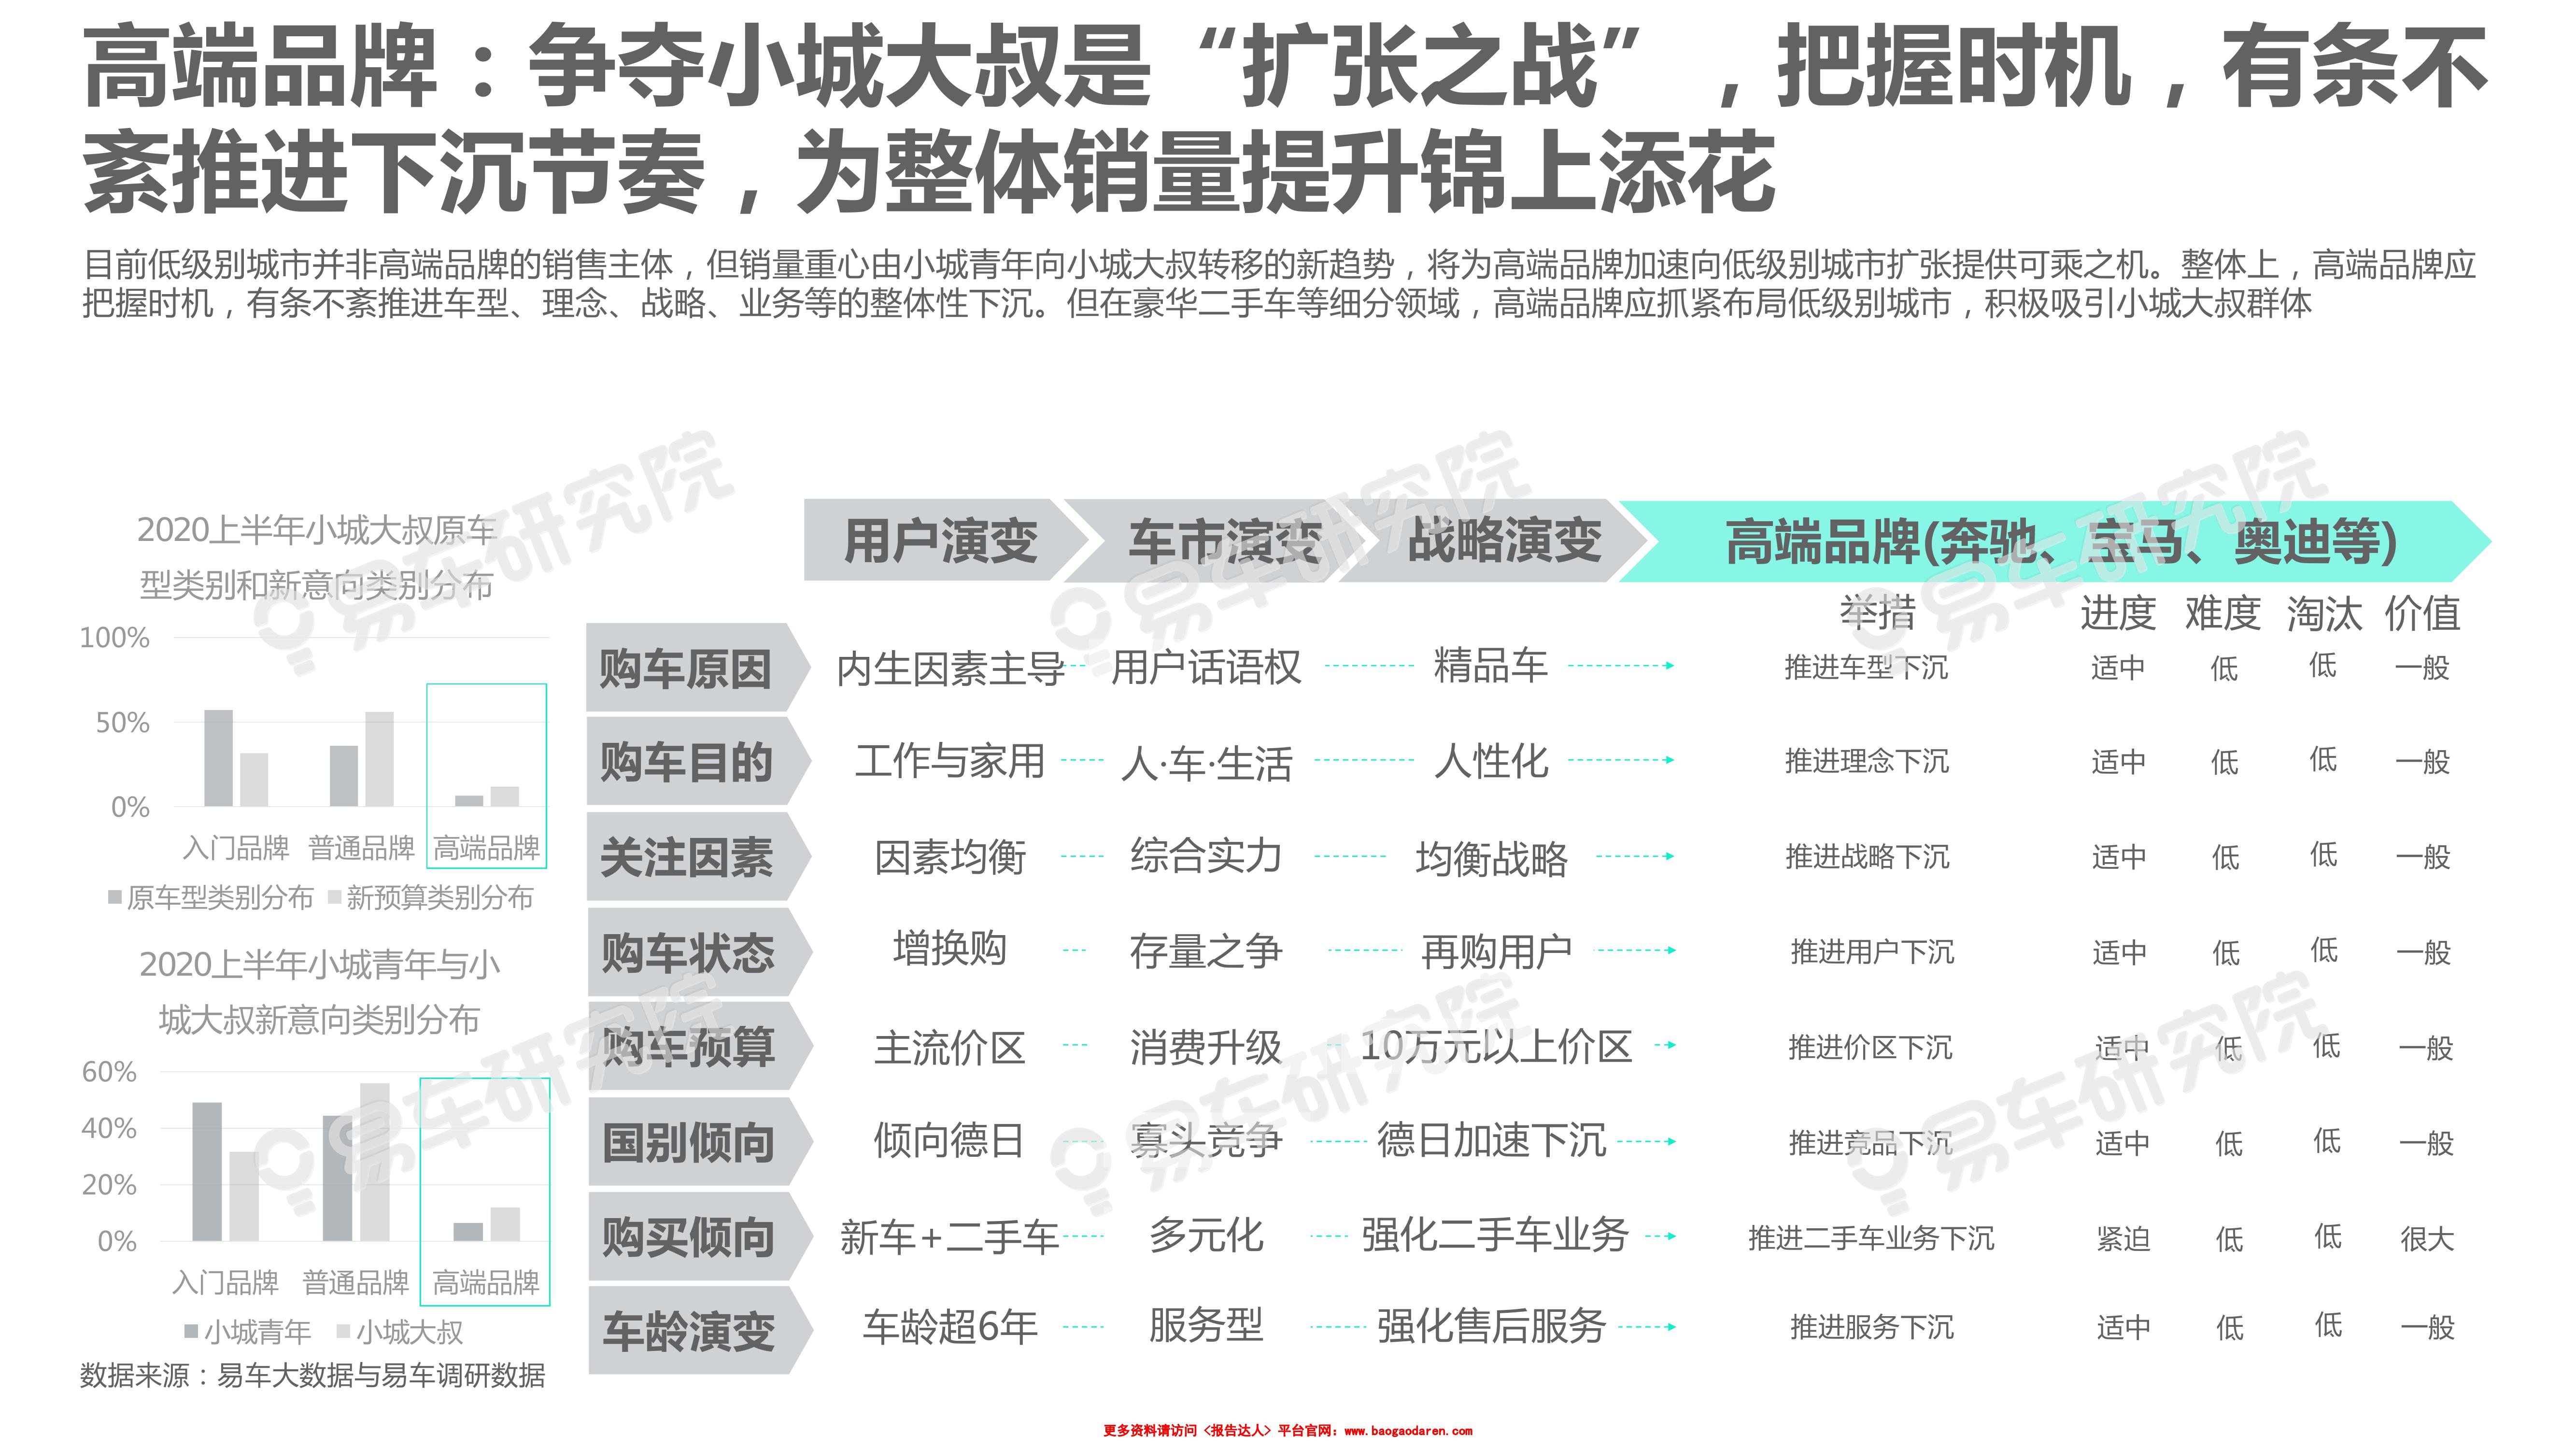 高端品牌：争夺小城大叔是“扩张之战”，把握时机，有条不
紊推进下沉节奏，为整体销量提升锦上添花
目前低级别城市并非高端品牌的销售主体，但销量重心由小城青年向小城大叔转移的新趋势，将为高端品牌加速向低级别城市扩张提供可乘之机。整体上，高端品牌应
把握时机，有条不紊推进车型、理念、战略、业务等的整体性下沉。但在豪华二手车等细分领域，高端品牌应抓紧布局低级别城市，积极吸引小城大叔群体
2020上半年小城大叔原车
型类别和新意向类别分布
100%
50%
0%
入门品牌 普通品牌 高端品牌
原车型类别分布 新预算类别分布
2020上半年小城青年与小
城大叔新意向类别分布
60%
40%
20%
0%
入门品牌 普通品牌 高端品牌
小城青年 小城大叔
数据来源：易车大数据与易车调研数据
用户演变 车市演变 战略演变 高端品牌(奔驰、宝马、奥迪等)
举措 进度 难度 淘汰 价值
购车原因 内生因素主导 用户话语权 精品车 推进车型下沉 适中 低 低 一般
购车目的 工作与家用 人·车·生活 人性化 推进理念下沉 适中 低 低 一般
关注因素 因素均衡 综合实力 均衡战略 推进战略下沉 适中 低 低 一般
购车状态 增换购 存量之争 再购用户 推进用户下沉 适中 低 低 一般
购车预算 主流价区 消费升级 10万元以上价区 推进价区下沉 适中 低 低 一般
国别倾向 倾向德日 寡头竞争 德日加速下沉 推进竞品下沉 适中 低 低 一般
购买倾向 新车+二手车 多元化 强化二手车业务 推进二手车业务下沉 紧迫 低 低 很大
车龄演变 车龄超6年 服务型 强化售后服务 推进服务下沉 适中 低 低 一般
易车研究院
易车研究院
易车研究院
易车研究院
易车研究院
易车研究院
更多资料请访问《报告达人》平台官网：www.baogaodaren.com